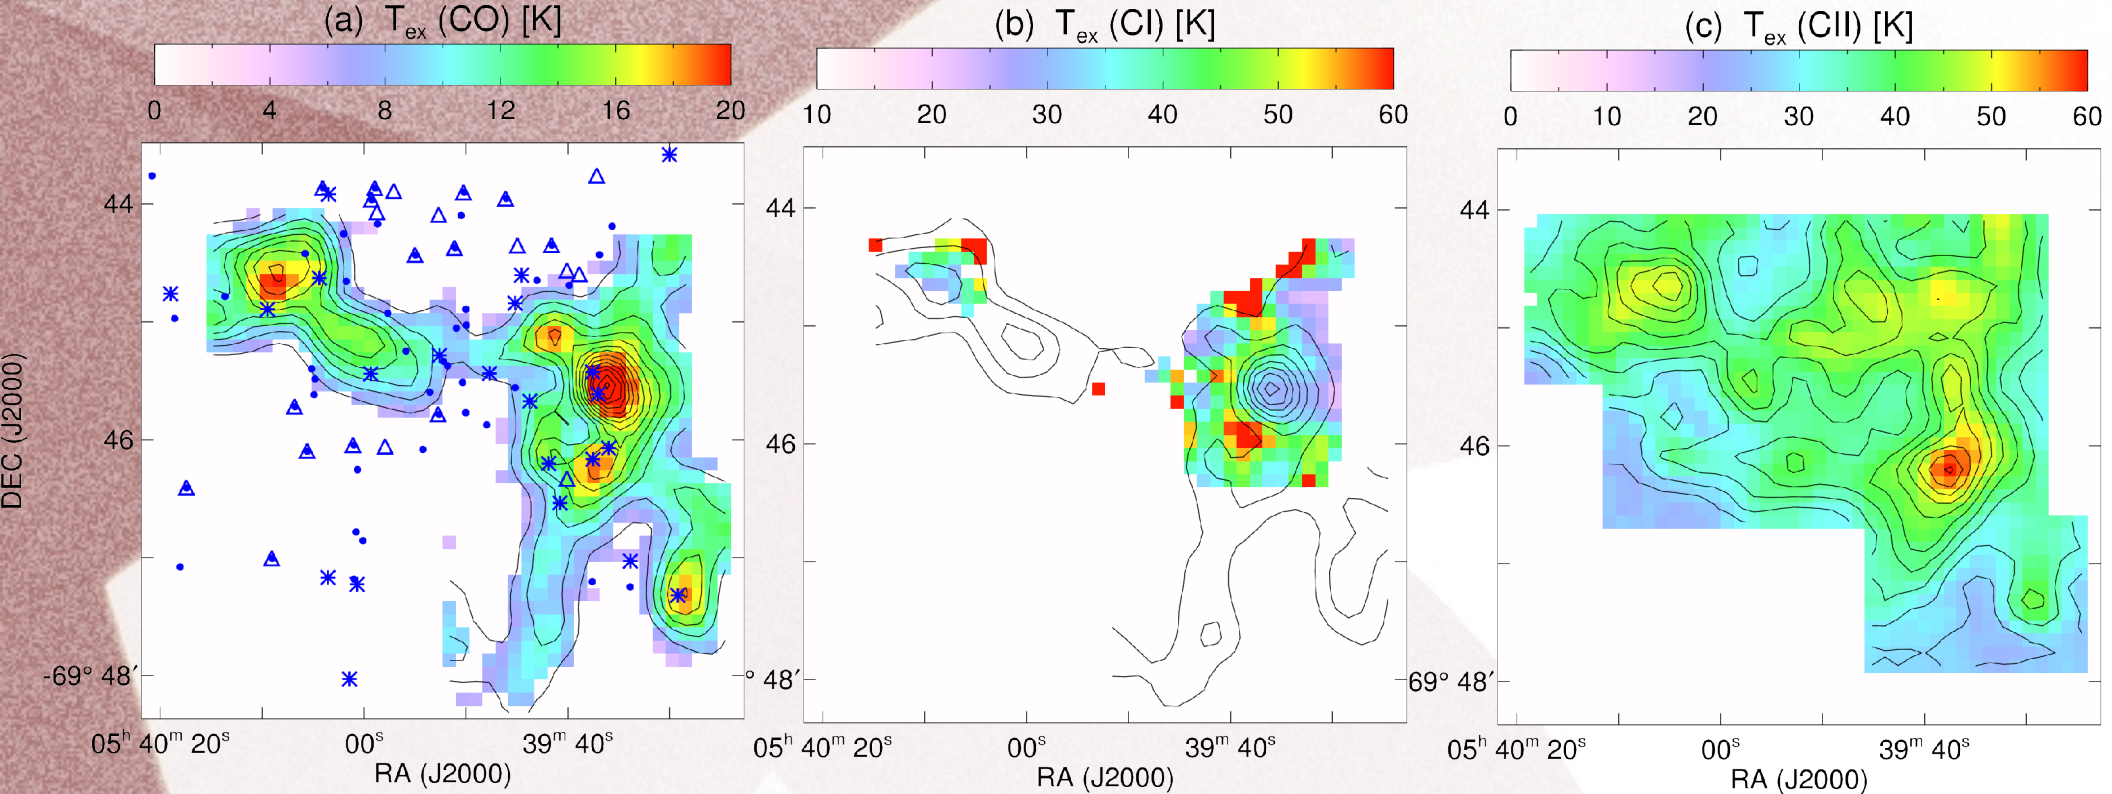 (a) T_ex (CO) [K]
0 4 8 12 16 20
44
46
-69° 48′
DEC (J2000)
05h 40m 20s 00s 39m 40s
RA (J2000)
(b) T_ex (CI) [K]
10 20 30 40 50 60
44
46
° 48′
05h 40m 20s 00s 39m 40s
RA (J2000)
(c) T_ex (CII) [K]
0 10 20 30 40 50 60
44
46
69° 48′
05h 40m 20s 00s 39m 40s
RA (J2000)